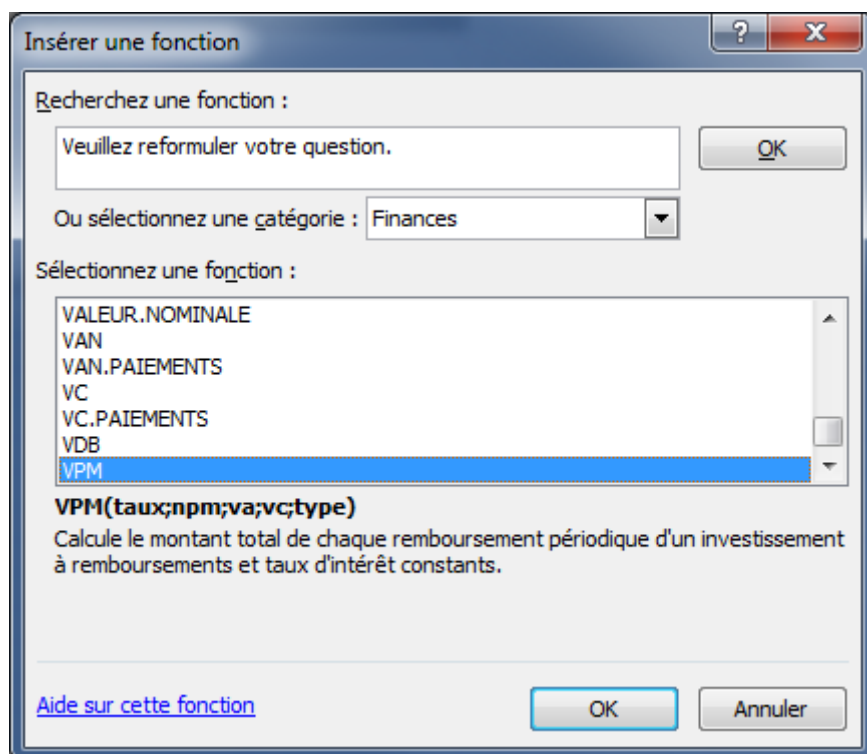 Insérer une fonction
Recherchez une fonction :
Veuillez reformuler votre question.
OK
Ou sélectionnez une catégorie : Finances
Sélectionnez une fonction :
VALEUR.NOMINALE
VAN
VAN.PAIEMENTS
VC
VC.PAIEMENTS
VDB
VPM
VPM(taux;npm;va;vc;type)
Calcule le montant total de chaque remboursement périodique d'un investissement
à remboursements et taux d'intérêt constants.
Aide sur cette fonction
OK
Annuler